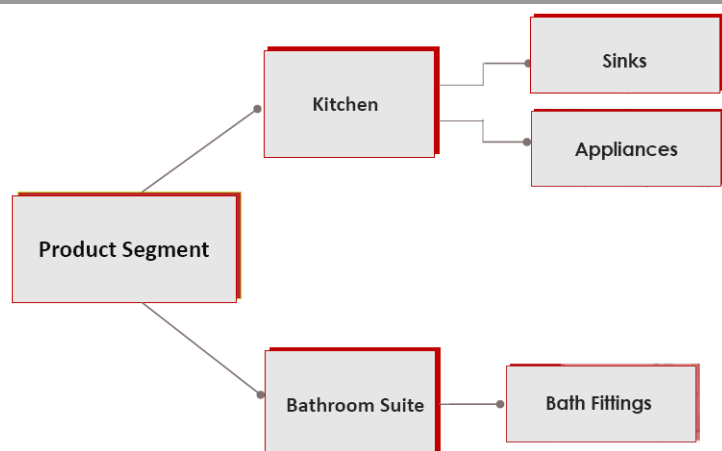 Sinks
Kitchen
Appliances
Product Segment
Bathroom Suite
Bath Fittings